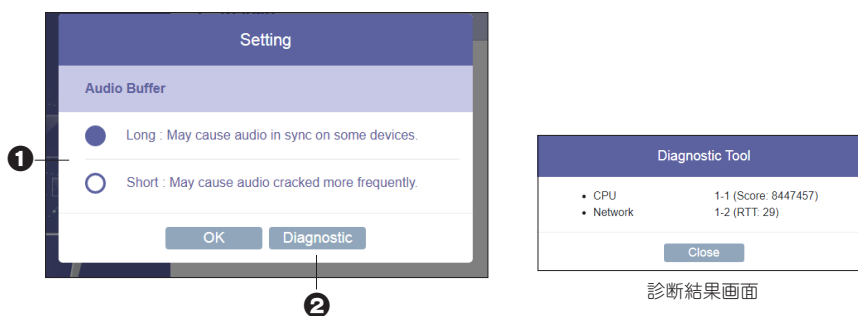 Setting
Audio Buffer
Long : May cause audio in sync on some devices.
Short : May cause audio cracked more frequently.
OK Diagnostic
❶
❷
Diagnostic Tool
• CPU 1-1 (Score: 8447457)
• Network 1-2 (RTT: 29)
Close
診断結果画面